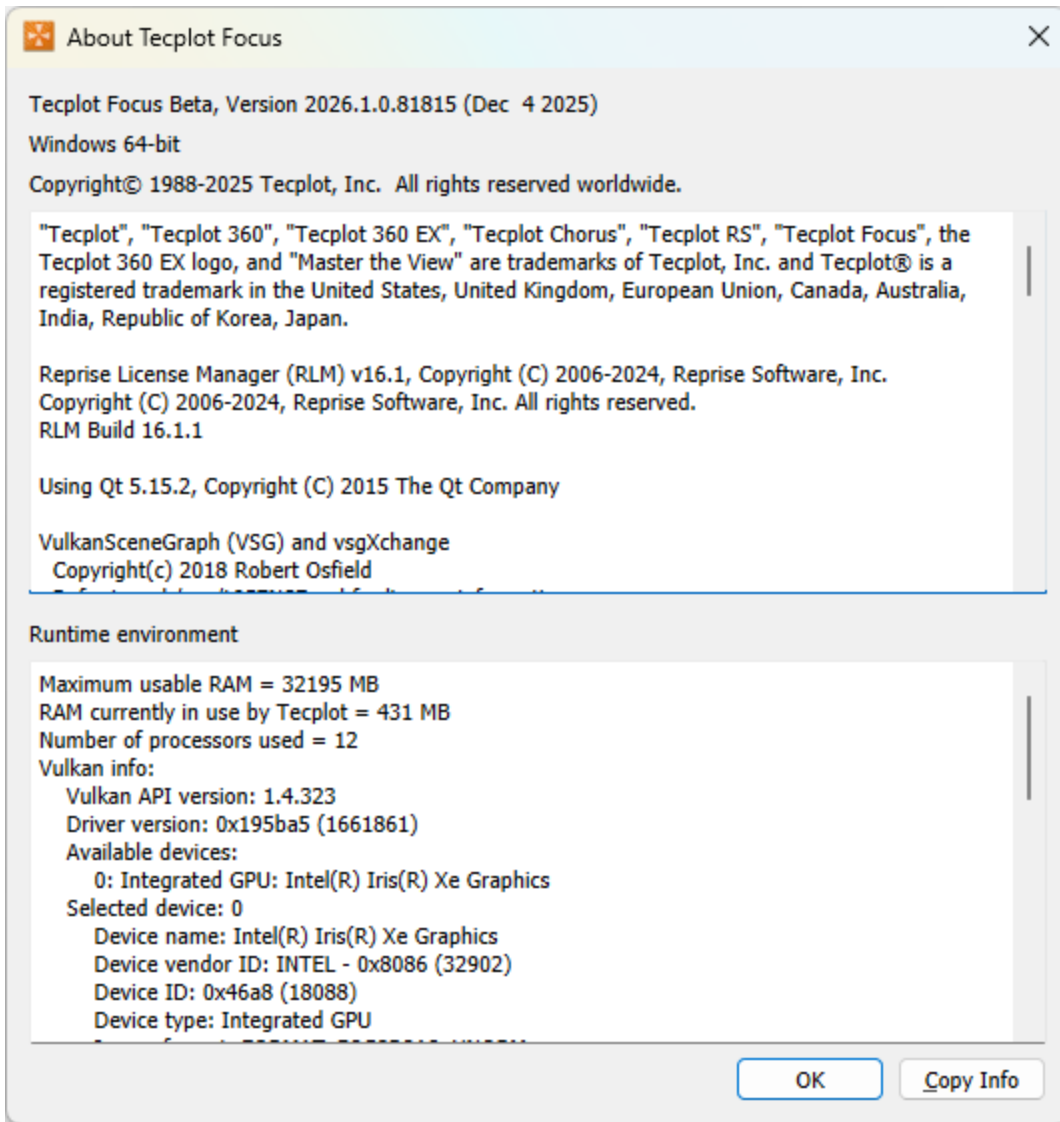 About Tecplot Focus
Tecplot Focus Beta, Version 2026.1.0.81815 (Dec  4 2025)
Windows 64-bit
Copyright© 1988-2025 Tecplot, Inc.  All rights reserved worldwide.
"Tecplot", "Tecplot 360", "Tecplot 360 EX", "Tecplot Chorus", "Tecplot RS", "Tecplot Focus", the
Tecplot 360 EX logo, and "Master the View" are trademarks of Tecplot, Inc. and Tecplot® is a
registered trademark in the United States, United Kingdom, European Union, Canada, Australia,
India, Republic of Korea, Japan.
Reprise License Manager (RLM) v16.1, Copyright (C) 2006-2024, Reprise Software, Inc.
Copyright (C) 2006-2024, Reprise Software, Inc. All rights reserved.
RLM Build 16.1.1
Using Qt 5.15.2, Copyright (C) 2015 The Qt Company
VulkanSceneGraph (VSG) and vsgXchange
Copyright(c) 2018 Robert Osfield
Runtime environment
Maximum usable RAM = 32195 MB
RAM currently in use by Tecplot = 431 MB
Number of processors used = 12
Vulkan info:
Vulkan API version: 1.4.323
Driver version: 0x195ba5 (1661861)
Available devices:
0: Integrated GPU: Intel(R) Iris(R) Xe Graphics
Selected device: 0
Device name: Intel(R) Iris(R) Xe Graphics
Device vendor ID: INTEL - 0x8086 (32902)
Device ID: 0x46a8 (18088)
Device type: Integrated GPU
OK
Copy Info